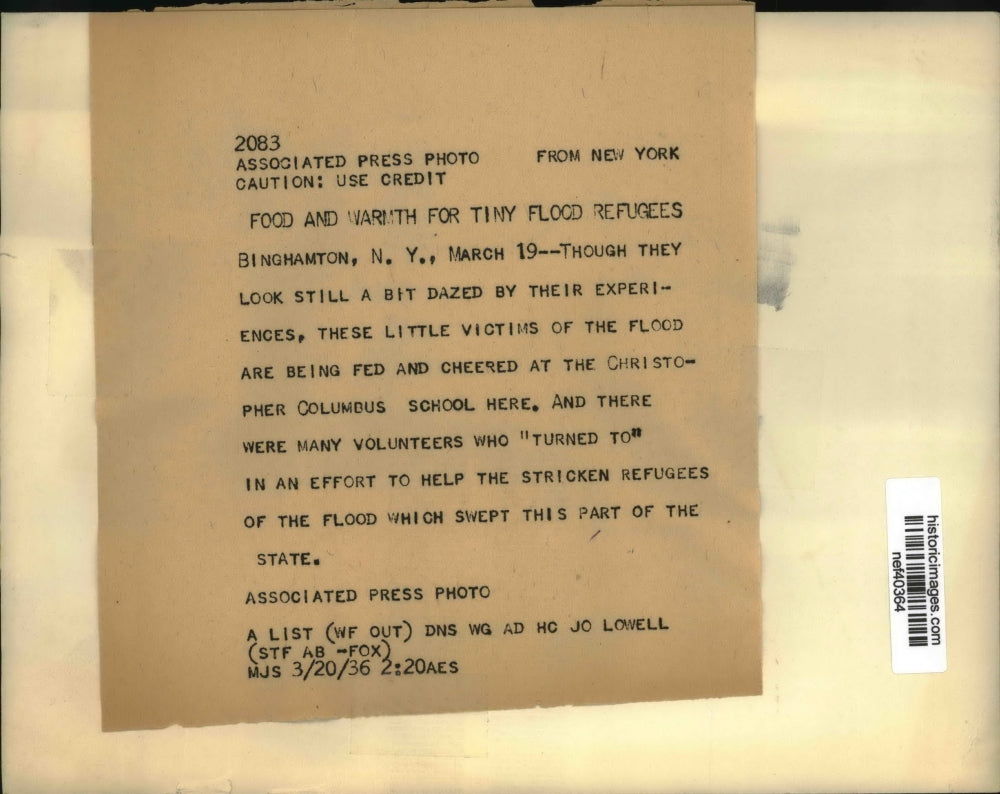 2083
ASSOCIATED PRESS PHOTO FROM NEW YORK
CAUTION: USE CREDIT
FOOD AND WARMTH FOR TINY FLOOD REFUGEES
BINGHAMTON, N. Y., MARCH 19--THOUGH THEY
LOOK STILL A BIT DAZED BY THEIR EXPERI-
ENCES, THESE LITTLE VICTIMS OF THE FLOOD
ARE BEING FED AND CHEERED AT THE CHRISTO-
PHER COLUMBUS SCHOOL HERE. AND THERE
WERE MANY VOLUNTEERS WHO "TURNED TO"
IN AN EFFORT TO HELP THE STRICKEN REFUGEES
OF THE FLOOD WHICH SWEPT THIS PART OF THE
STATE.
ASSOCIATED PRESS PHOTO
A LIST (WF OUT) DNS WG AD HC JO LOWELL
(STF AB -FOX)
MJS 3/20/36 2:20AES
historicimages.com
nef40364